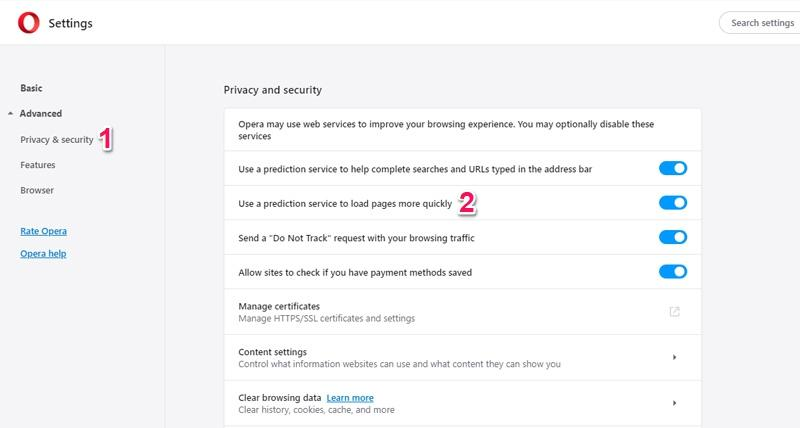 Settings
Search settings
Basic
Advanced
Privacy & security 1
Features
Browser
Rate Opera
Opera help
Privacy and security
Opera may use web services to improve your browsing experience. You may optionally disable these
services
Use a prediction service to help complete searches and URLs typed in the address bar
Use a prediction service to load pages more quickly 2
Send a "Do Not Track" request with your browsing traffic
Allow sites to check if you have payment methods saved
Manage certificates
Manage HTTPS/SSL certificates and settings
Content settings
Control what information websites can use and what content they can show you
Clear browsing data Learn more
Clear history, cookies, cache, and more